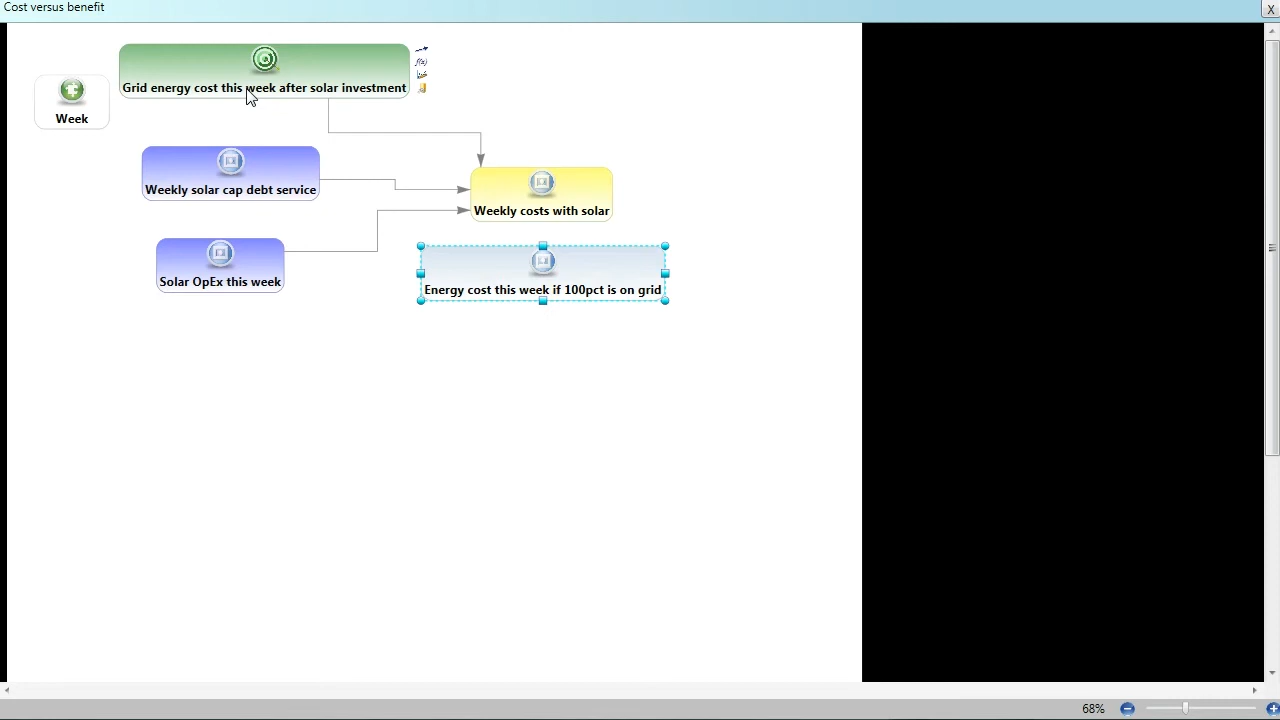 Cost versus benefit
X
Grid energy cost this week after solar investment
f(x)
Week
Weekly solar cap debt service
Weekly costs with solar
Solar OpEx this week
Energy cost this week if 100pct is on grid
68%